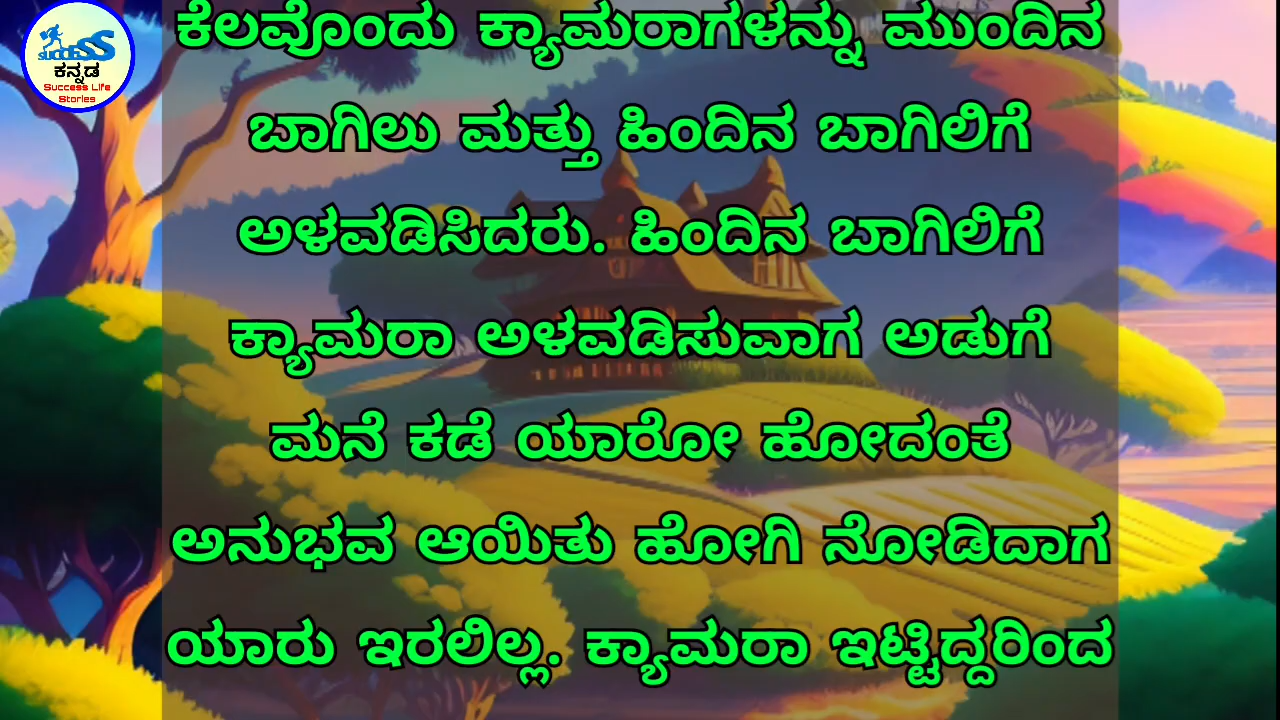 SUCCESS
ಕನ್ನಡ
Success Life
Stories
ಕೆಲವೊಂದು ಕ್ಯಾಮರಾಗಳನ್ನು ಮುಂದಿನ
ಬಾಗಿಲು ಮತ್ತು ಹಿಂದಿನ ಬಾಗಿಲಿಗೆ
ಅಳವಡಿಸಿದರು. ಹಿಂದಿನ ಬಾಗಿಲಿಗೆ
ಕ್ಯಾಮರಾ ಅಳವಡಿಸುವಾಗ ಅಡುಗೆ
ಮನೆ ಕಡೆ ಯಾರೋ ಹೋದಂತೆ
ಅನುಭವ ಆಯಿತು ಹೋಗಿ ನೋಡಿದಾಗ
ಯಾರು ಇರಲಿಲ್ಲ. ಕ್ಯಾಮರಾ ಇಟ್ಟಿದ್ದರಿಂದ